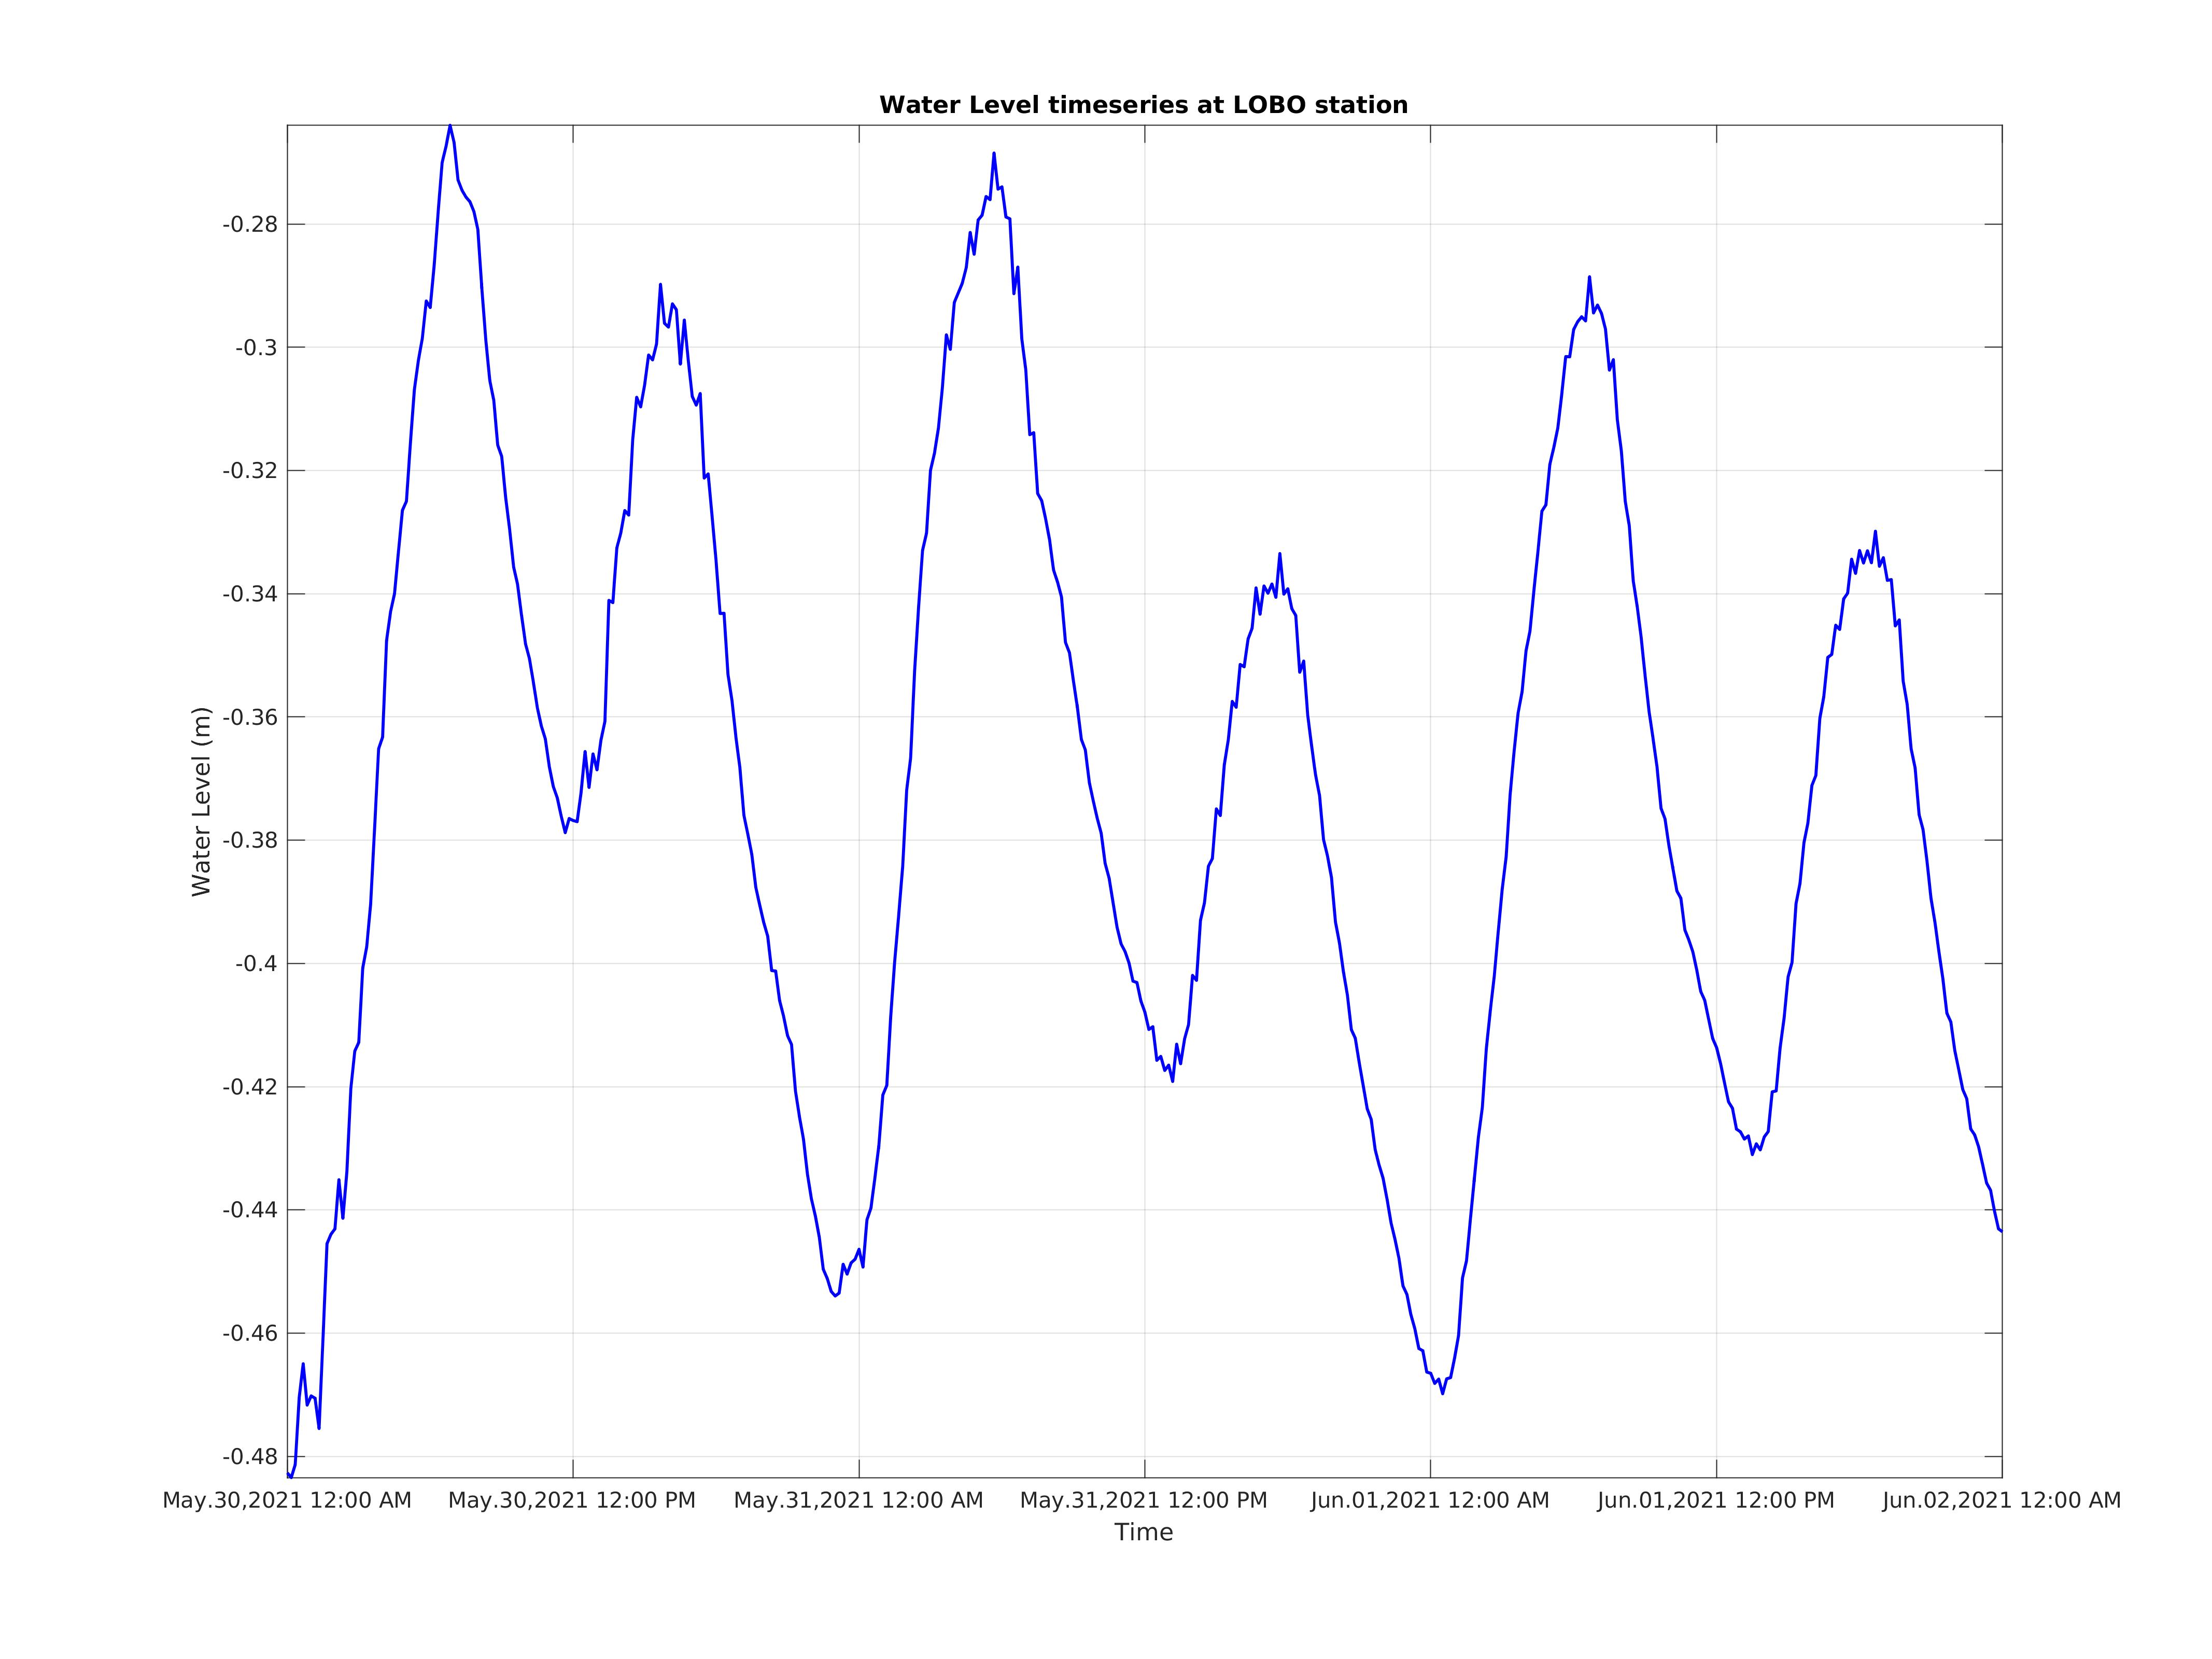 Water Level timeseries at LOBO station
-0.28
-0.3
-0.32
-0.34
-0.36
-0.38
-0.4
-0.42
-0.44
-0.46
-0.48
Water Level (m)
May.30,2021 12:00 AM May.30,2021 12:00 PM May.31,2021 12:00 AM May.31,2021 12:00 PM Jun.01,2021 12:00 AM Jun.01,2021 12:00 PM Jun.02,2021 12:00 AM
Time